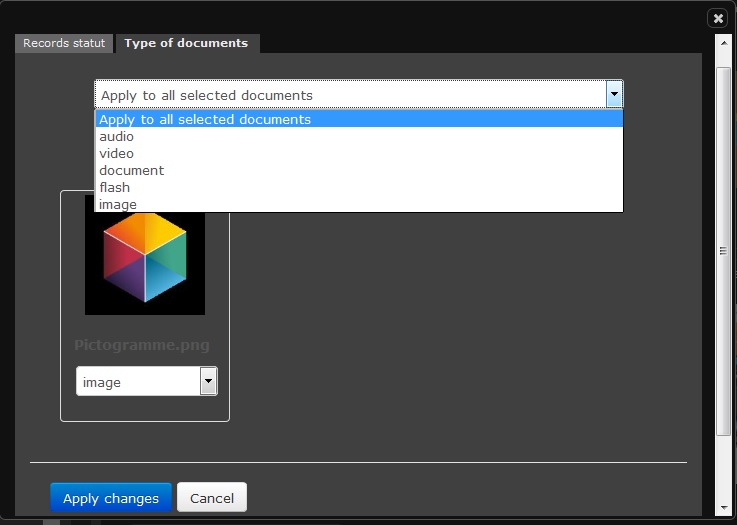 Records statut
Type of documents
Apply to all selected documents
Apply to all selected documents
audio
video
document
flash
image
Pictogramme.png
image
Apply changes
Cancel